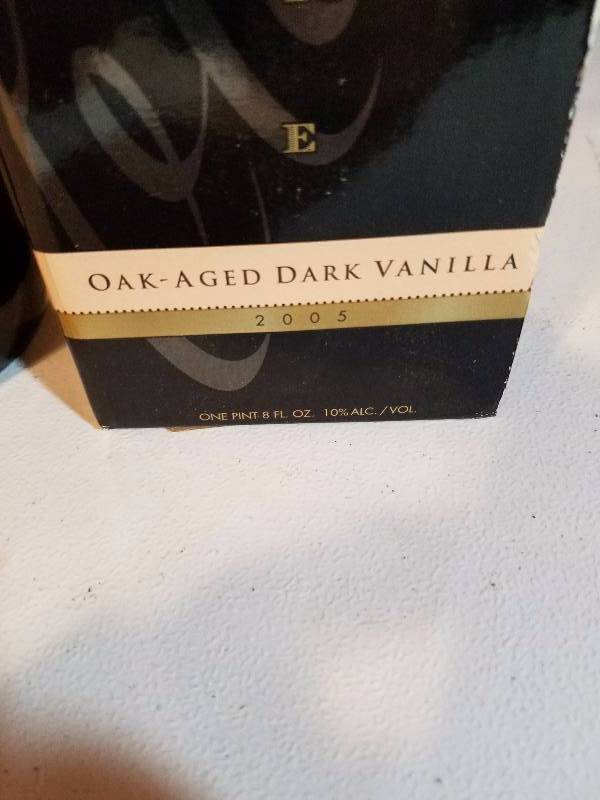 E
OAK-AGED DARK VANILLA
2005
ONE PINT 8 FL. OZ. 10% ALC. / VOL.